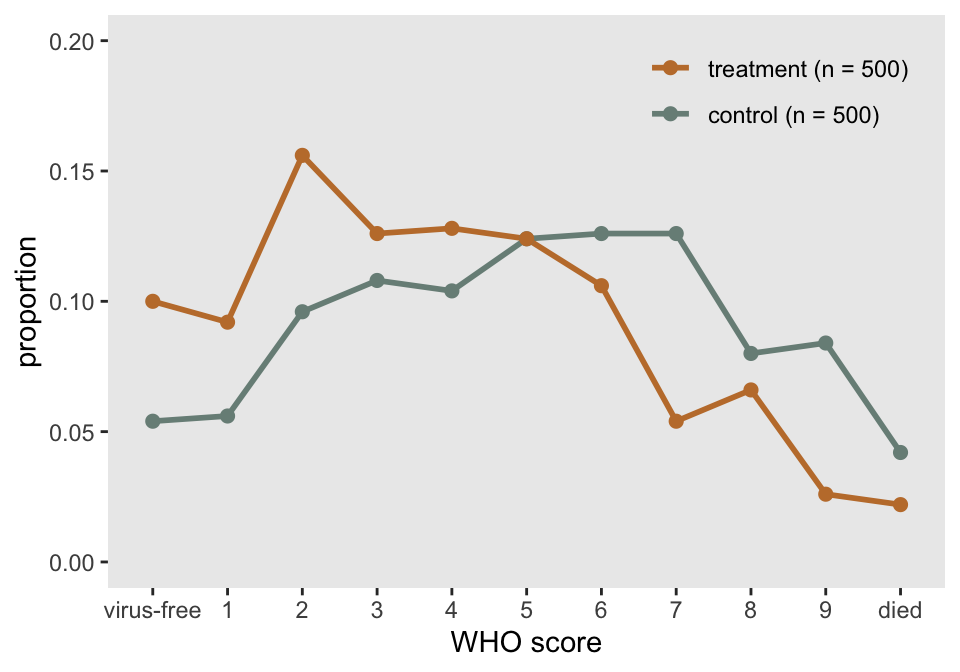 0.20
0.15
0.10
0.05
0.00
proportion
treatment (n = 500)
control (n = 500)
virus-free 1 2 3 4 5 6 7 8 9 died
WHO score